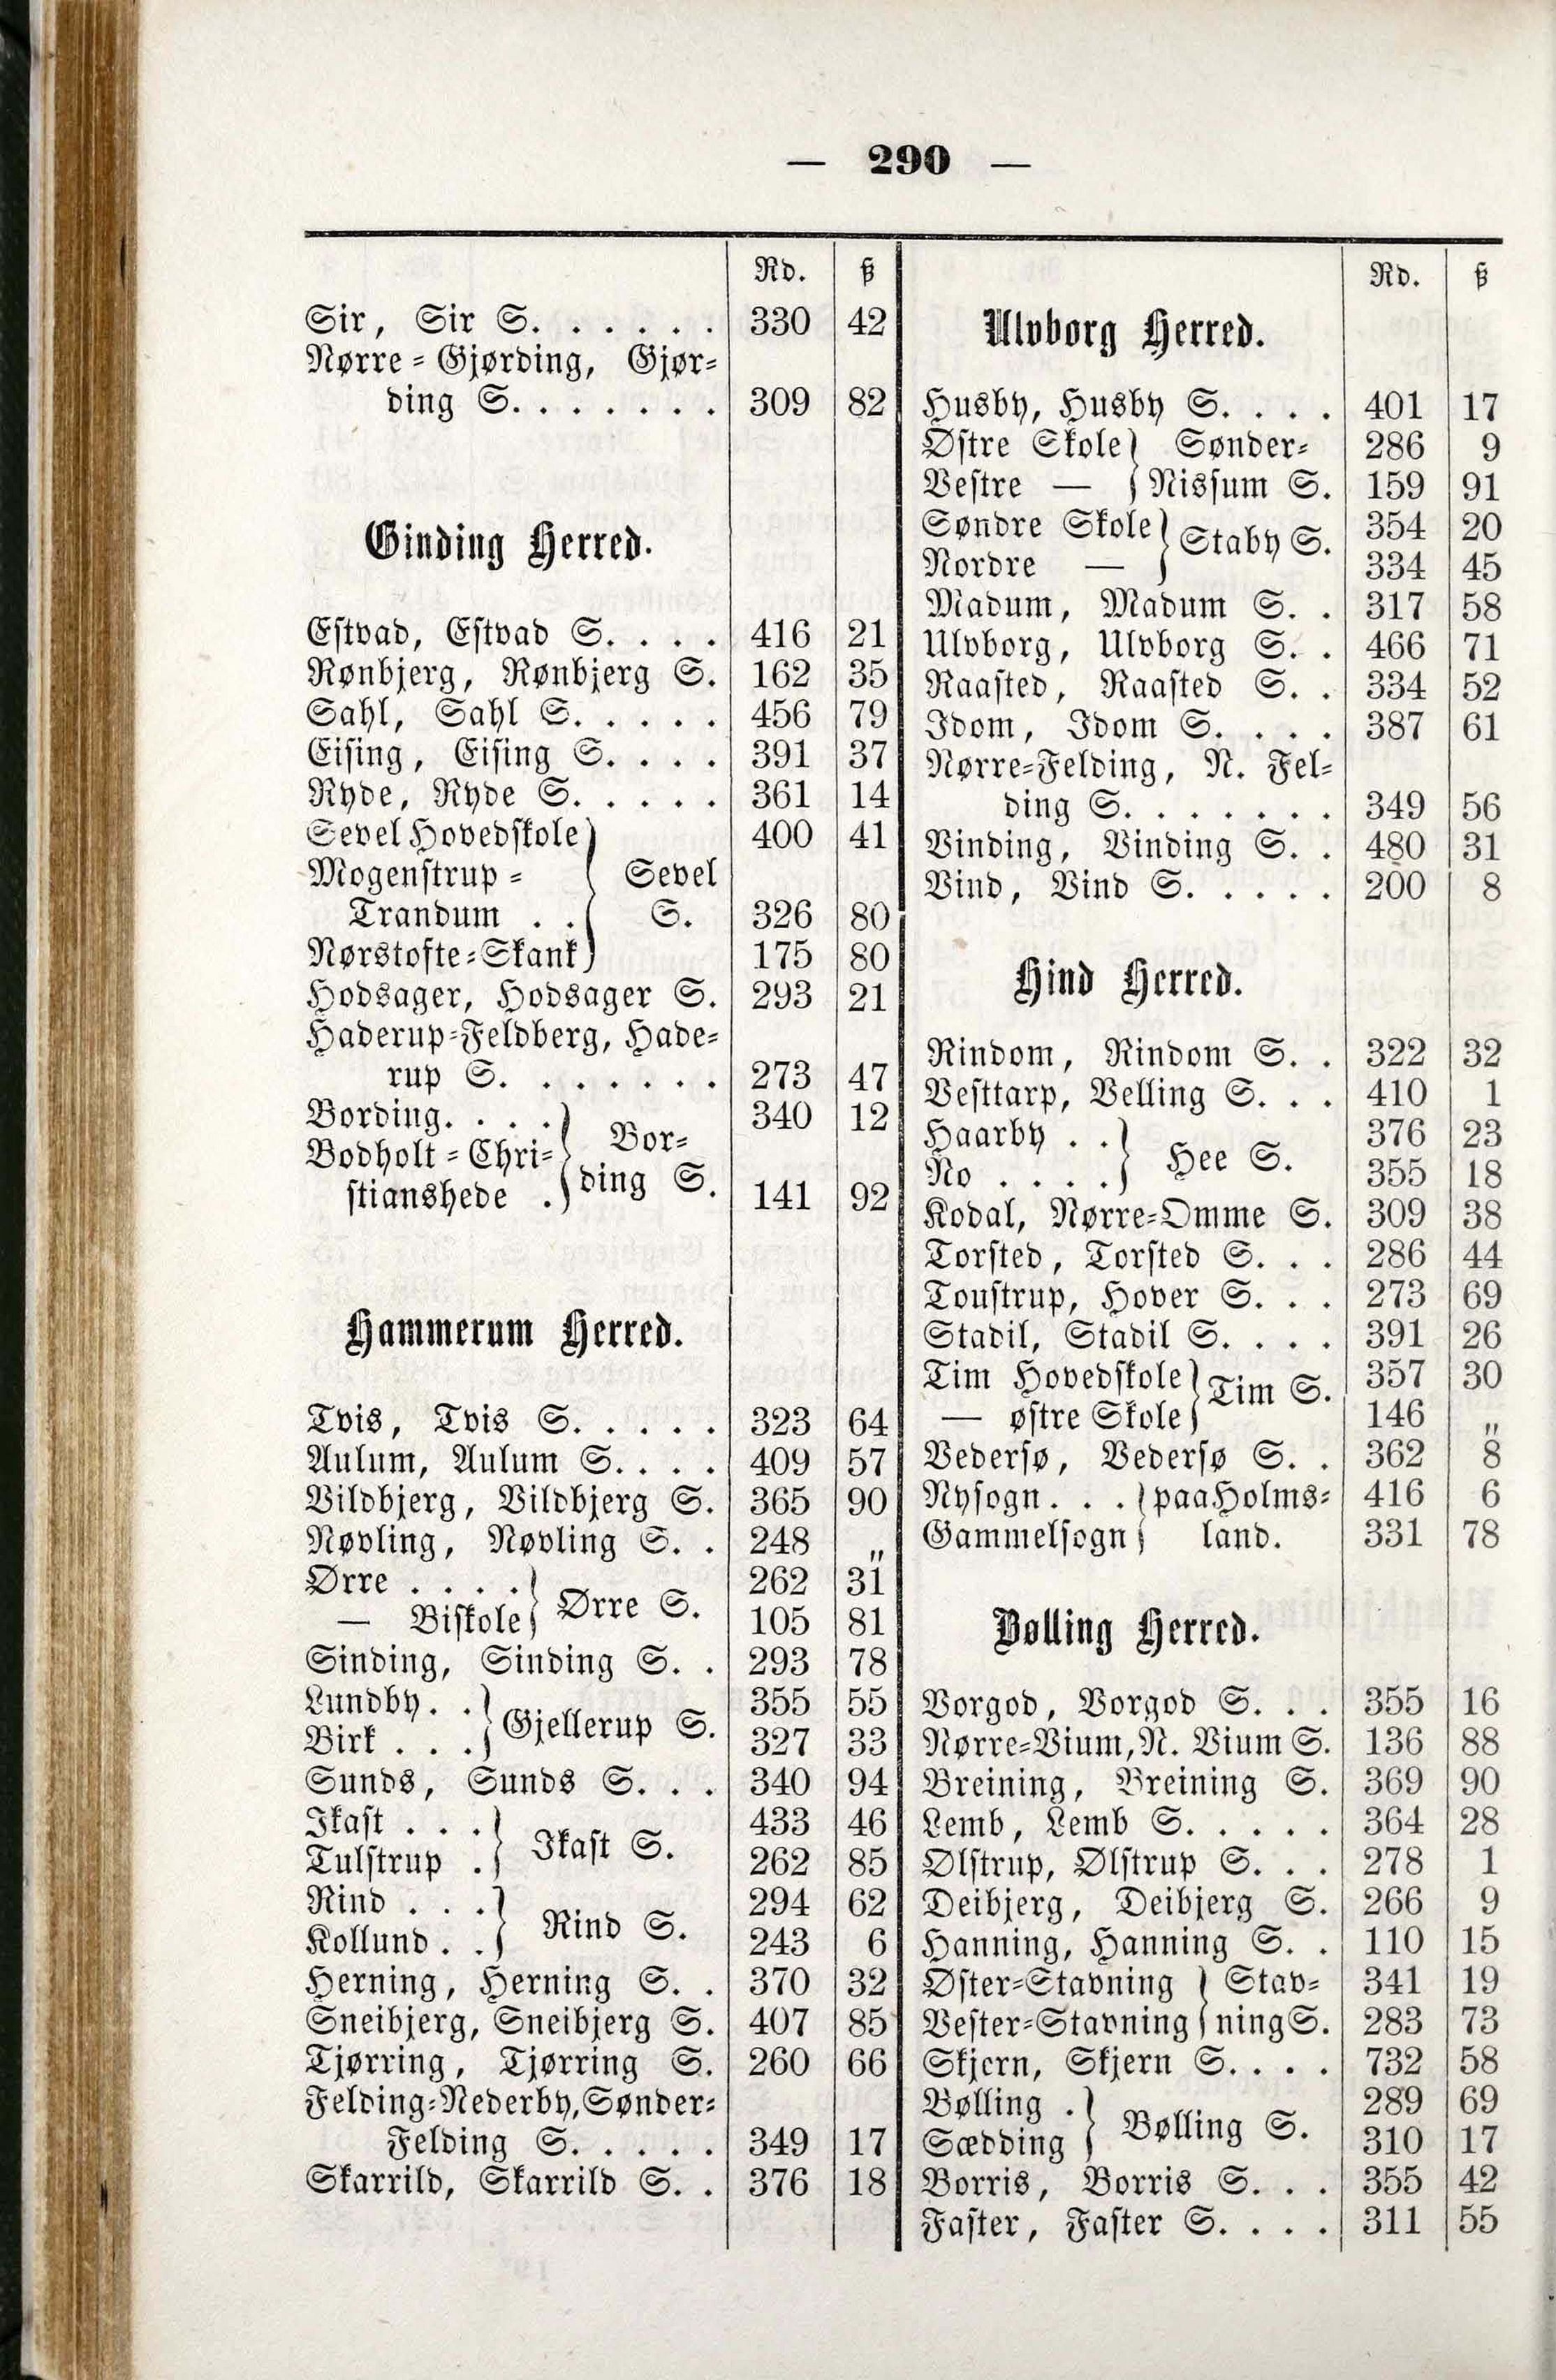 — 290 —
Rd. ß
Sir, Sir S. . . . . . 330 42
Nørre-Gjørding, Gjør-
ding S. . . . . . . 309 82
Ginding Herred.
Estvad, Estvad S. . . . 416 21
Rønbjerg, Rønbjerg S. 162 35
Sahl, Sahl S. . . . . 456 79
Eising, Eising S. . . . 391 37
Ryde, Ryde S. . . . . 361 14
Sevel Hovedskole 400 41
Mogenstrup- } Sevel
Trandum . . S. 326 80
Nørstofte-Skank 175 80
Hodsager, Hodsager S. 293 21
Haderup-Feldberg, Hade-
rup S. . . . . . . 273 47
Bording. . . . 340 12
Bodholt-Chri- } Bor-
stianshede . ding S. 141 92
Hammerum Herred.
Tvis, Tvis S. . . . . 323 64
Aulum, Aulum S. . . . 409 57
Vildbjerg, Vildbjerg S. 365 90
Nøvling, Nøvling S. . 248 „
Ørre . . . . } Ørre S. 262 31
— Biskole 105 81
Sinding, Sinding S. . 293 78
Lundby. . } Gjellerup S. 355 55
Birk . . . 327 33
Sunds, Sunds S. . . 340 94
Ikast . . . } Ikast S. 433 46
Tulstrup . 262 85
Rind . . . } Rind S. 294 62
Kollund . . 243 6
Herning, Herning S. . 370 32
Sneibjerg, Sneibjerg S. 407 85
Tjørring, Tjørring S. 260 66
Felding-Nederby, Sønder-
Felding S. . . . . 349 17
Skarrild, Skarrild S. . 376 18
Rd. ß
Ulvborg Herred.
Husby, Husby S. . . . 401 17
Østre Skole } Sønder- 286 9
Vestre — Nissum S. 159 91
Søndre Skole } Staby S. 354 20
Nordre — 334 45
Madum, Madum S. . 317 58
Ulvborg, Ulvborg S. . 466 71
Raasted, Raasted S. . 334 52
Idom, Idom S. . . . 387 61
Nørre-Felding, N. Fel-
ding S. . . . . . . 349 56
Vinding, Vinding S. . 480 31
Vind, Vind S. . . . . 200 8
Hind Herred.
Rindom, Rindom S. . 322 32
Vesttarp, Velling S. . . 410 1
Haarby . . } Hee S. 376 23
No . . . . 355 18
Kodal, Nørre-Omme S. 309 38
Torsted, Torsted S. . . 286 44
Toustrup, Hover S. . . 273 69
Stadil, Stadil S. . . . 391 26
Tim Hovedskole } Tim S. 357 30
— østre Skole 146 „
Vedersø, Vedersø S. . 362 8
Nysogn. . . } paa Holms- 416 6
Gammelsogn land. 331 78
Bølling Herred.
Vorgod, Vorgod S. . . 355 16
Nørre-Vium, N. Vium S. 136 88
Breining, Breining S. 369 90
Lemb, Lemb S. . . . . 364 28
Ølstrup, Ølstrup S. . . 278 1
Deibjerg, Deibjerg S. 266 9
Hanning, Hanning S. . 110 15
Øster-Stavning } Stav- 341 19
Vester-Stavning ning S. 283 73
Skjern, Skjern S. . . . 732 58
Bølling . } Bølling S. 289 69
Sædding 310 17
Borris, Borris S. . . 355 42
Faster, Faster S. . . . 311 55